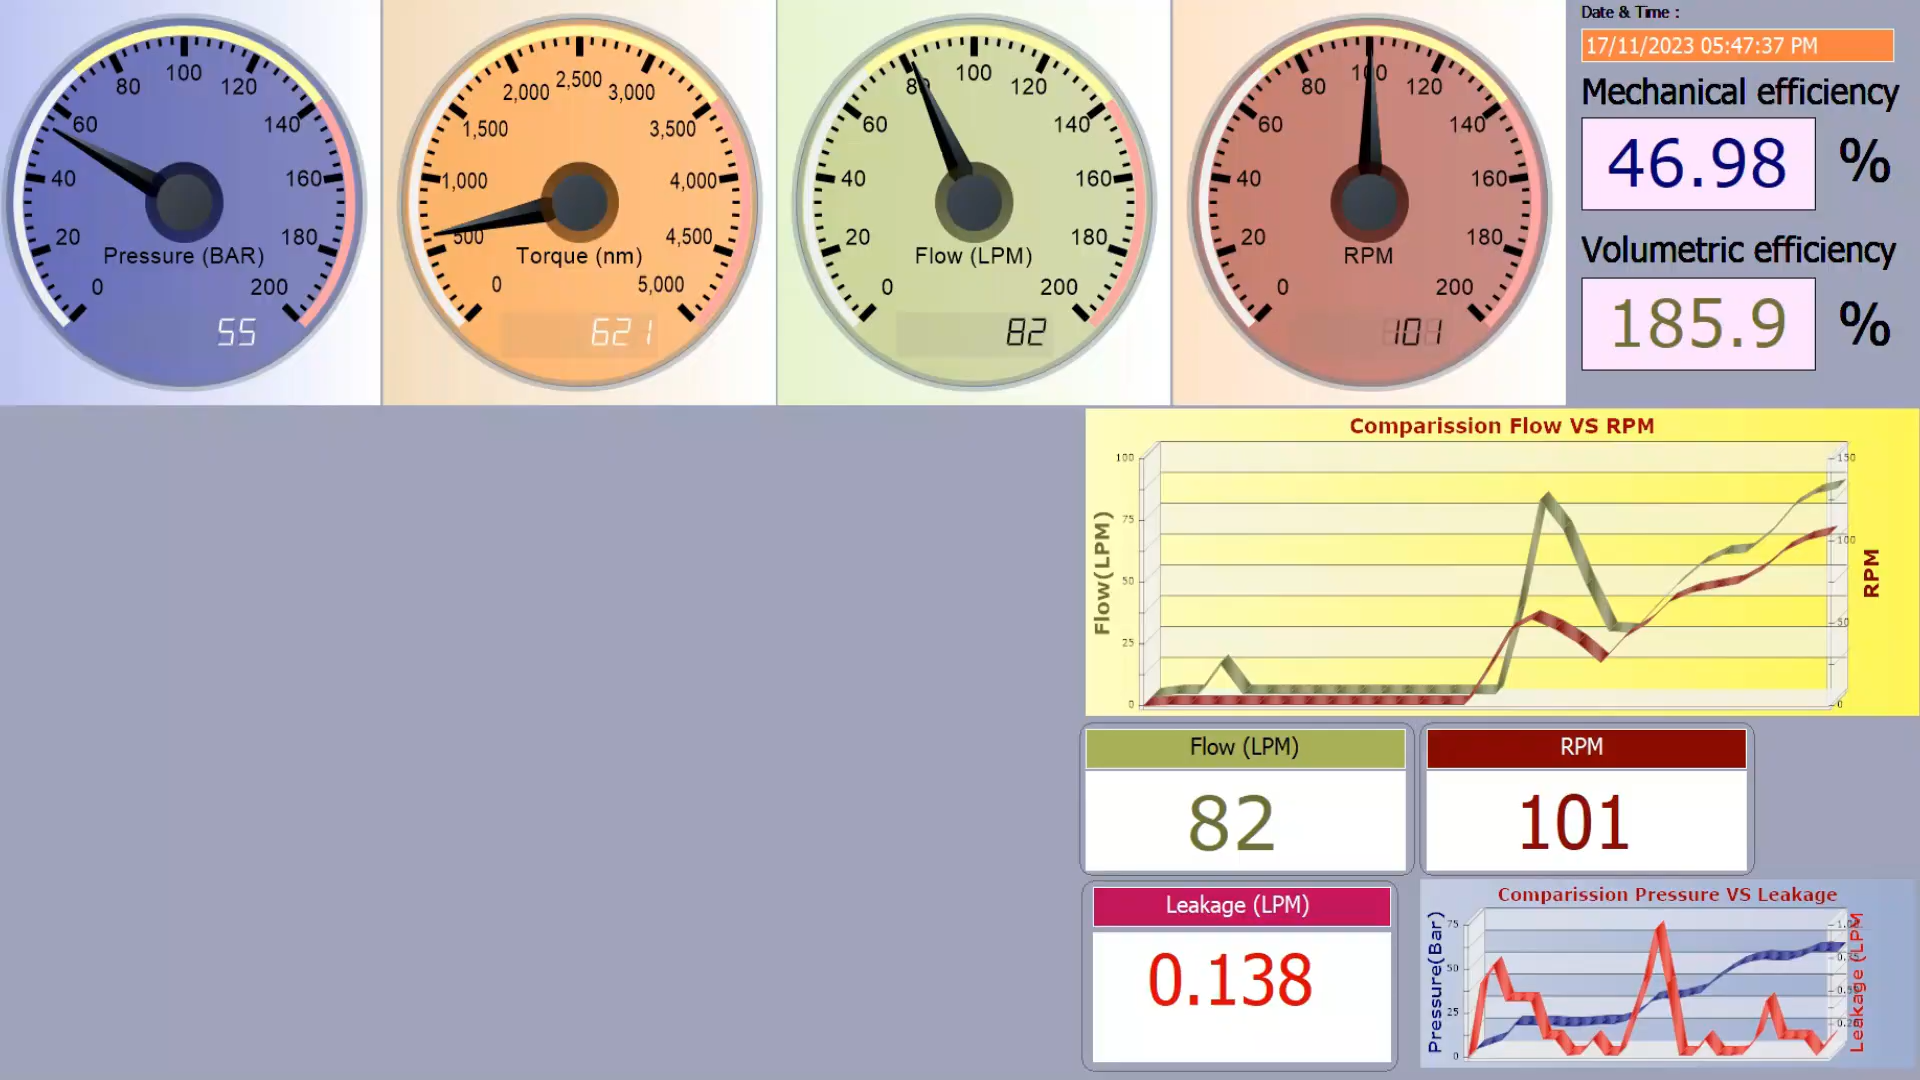 0 20 40 60 80 100 120 140 160 180 200
Pressure (BAR)
55
0 500 1,000 1,500 2,000 2,500 3,000 3,500 4,000 4,500 5,000
Torque (nm)
621
0 20 40 60 80 100 120 140 160 180 200
Flow (LPM)
82
0 20 40 60 80 100 120 140 160 180 200
RPM
101
Date & Time :
17/11/2023 05:47:37 PM
Mechanical efficiency
46.98 %
Volumetric efficiency
185.9 %
Comparission Flow VS RPM
Flow(LPM)
100
75
50
25
0
150
100
50
0
RPM
Flow (LPM)
82
RPM
101
Leakage (LPM)
0.138
Comparission Pressure VS Leakage
Pressure(Bar)
75
50
25
0
Leakage (LPM